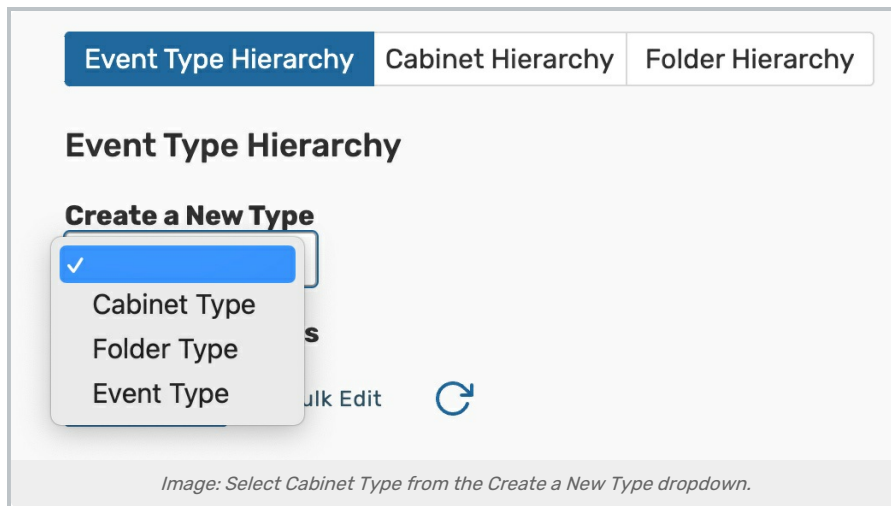 Event Type Hierarchy Cabinet Hierarchy Folder Hierarchy
Event Type Hierarchy
Create a New Type
Cabinet Type
Folder Type
Event Type
Edit
Image: Select Cabinet Type from the Create a New Type dropdown.